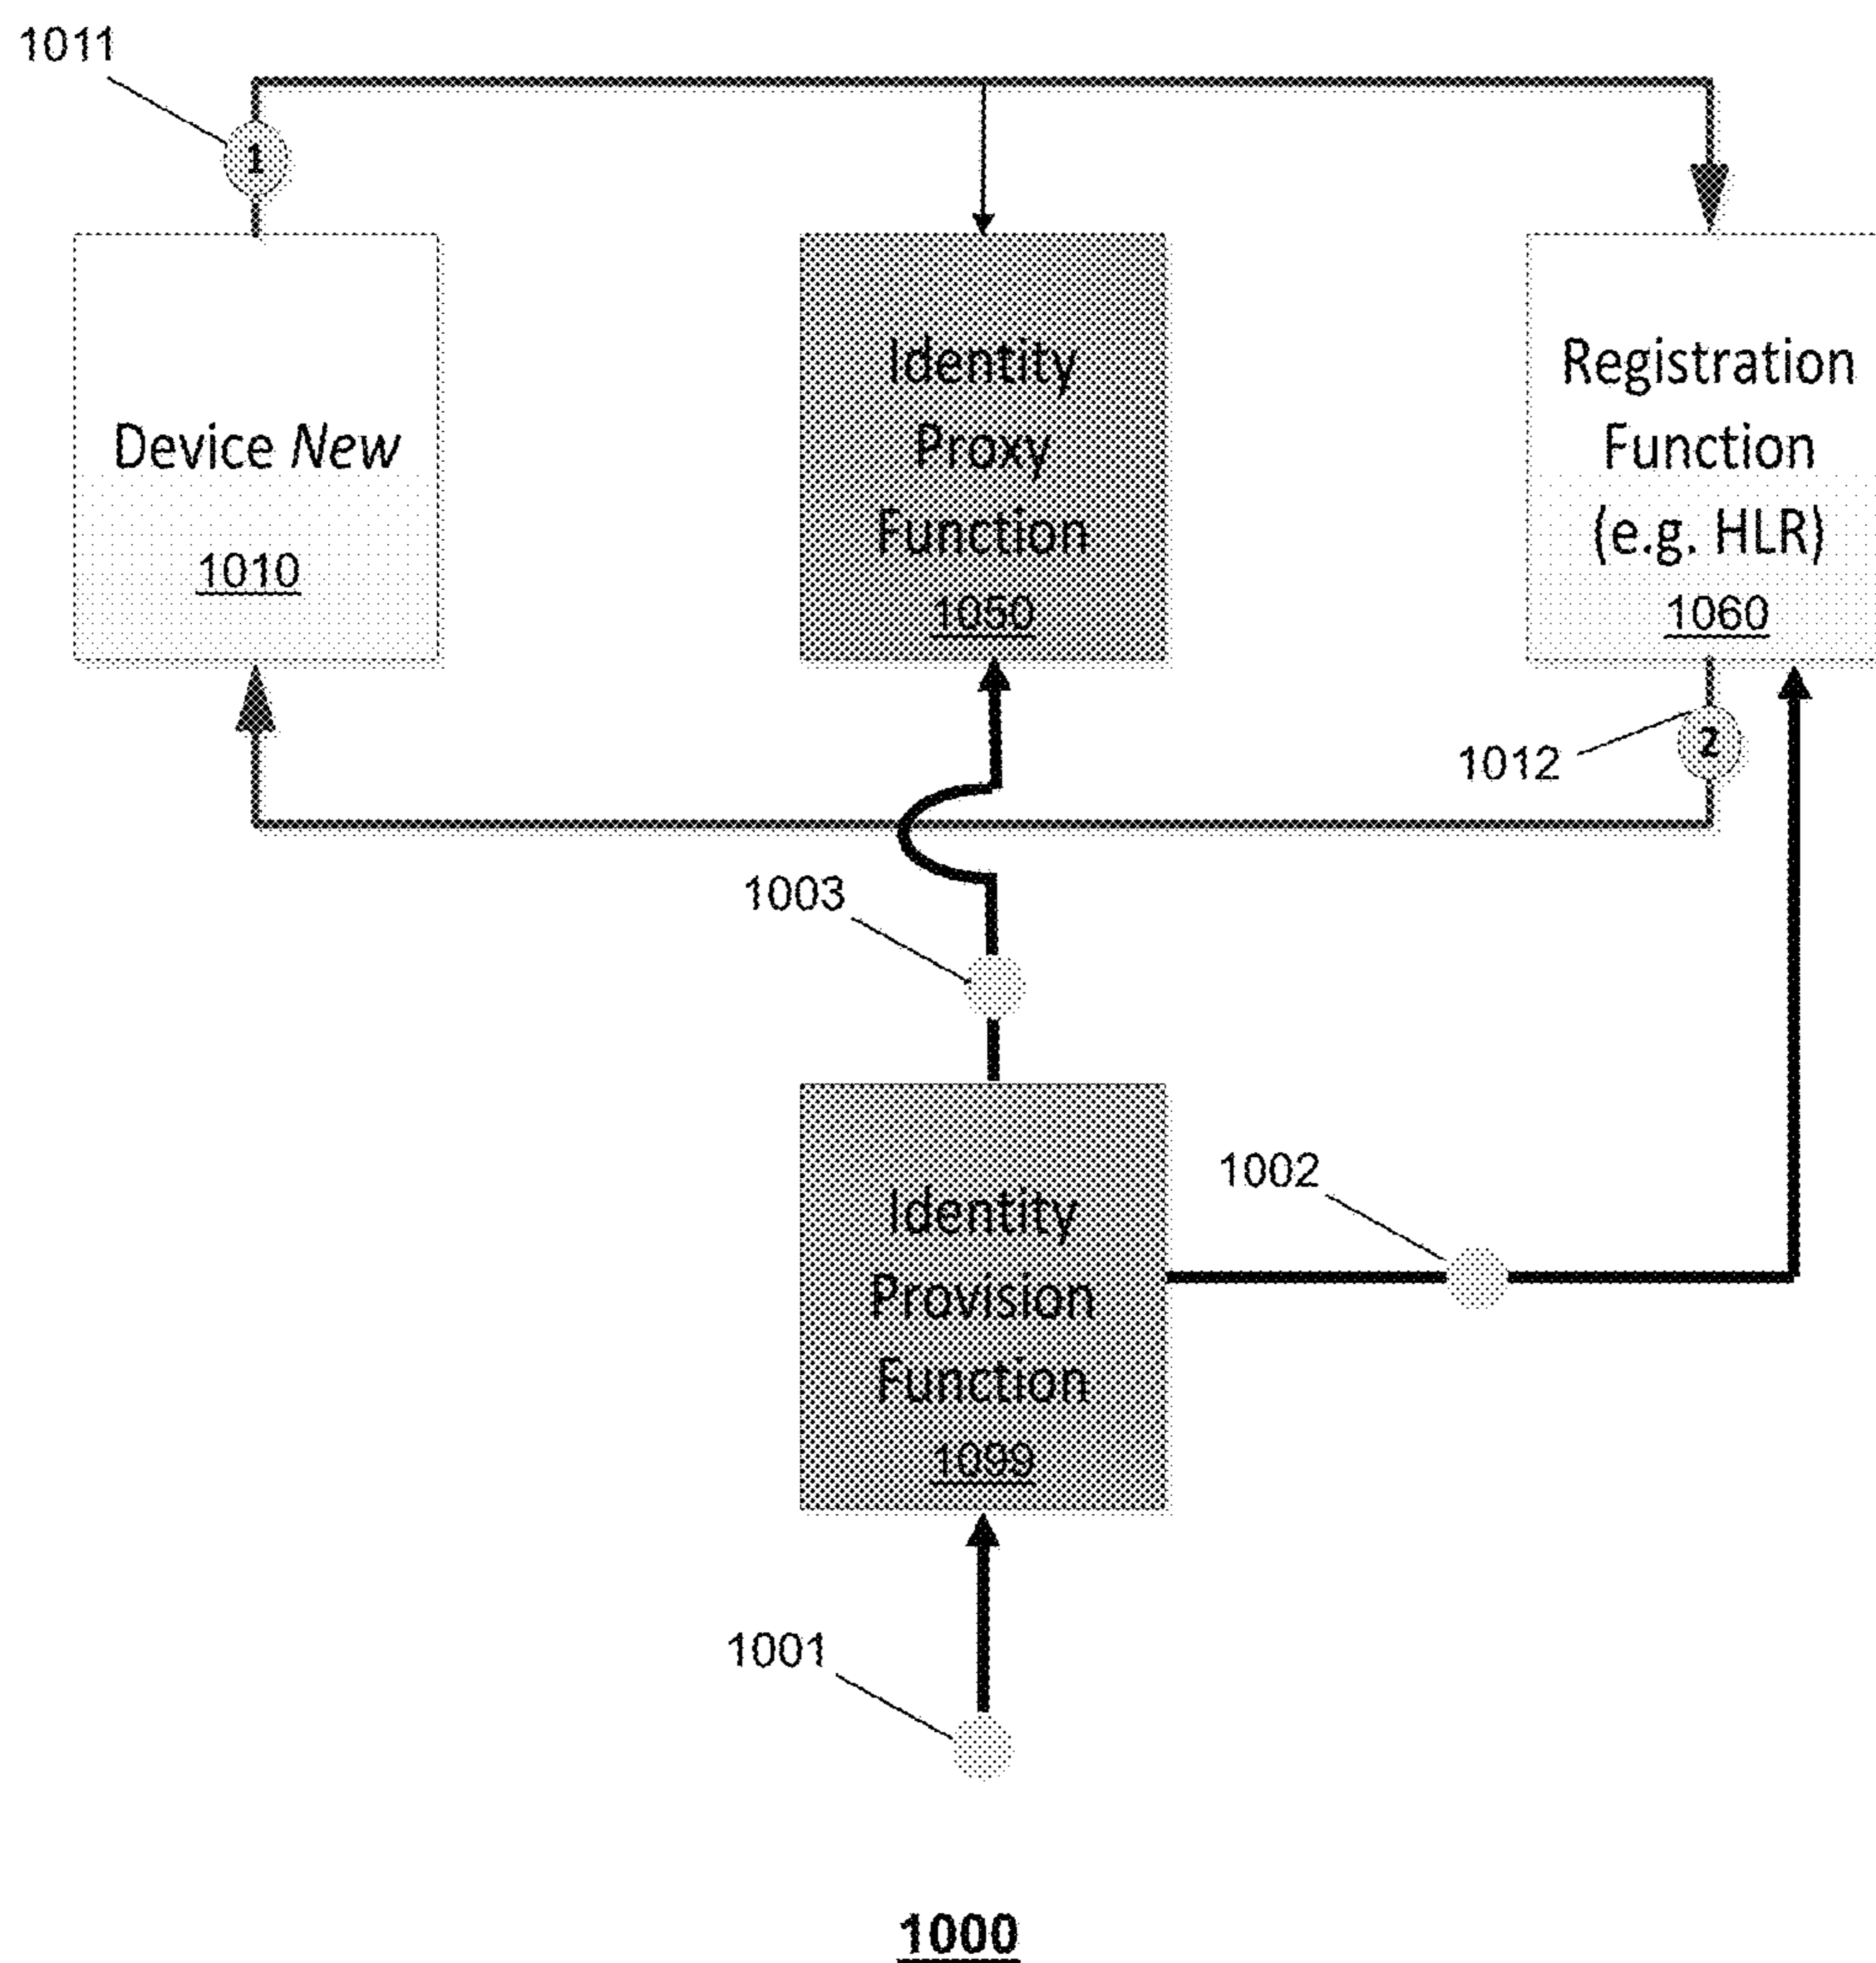 1011
1
Device New
1010
Identity
Proxy
Function
1050
Registration
Function
(e.g. HLR)
1060
1012
2
1003
1002
Identity
Provision
Function
1099
1001
1000